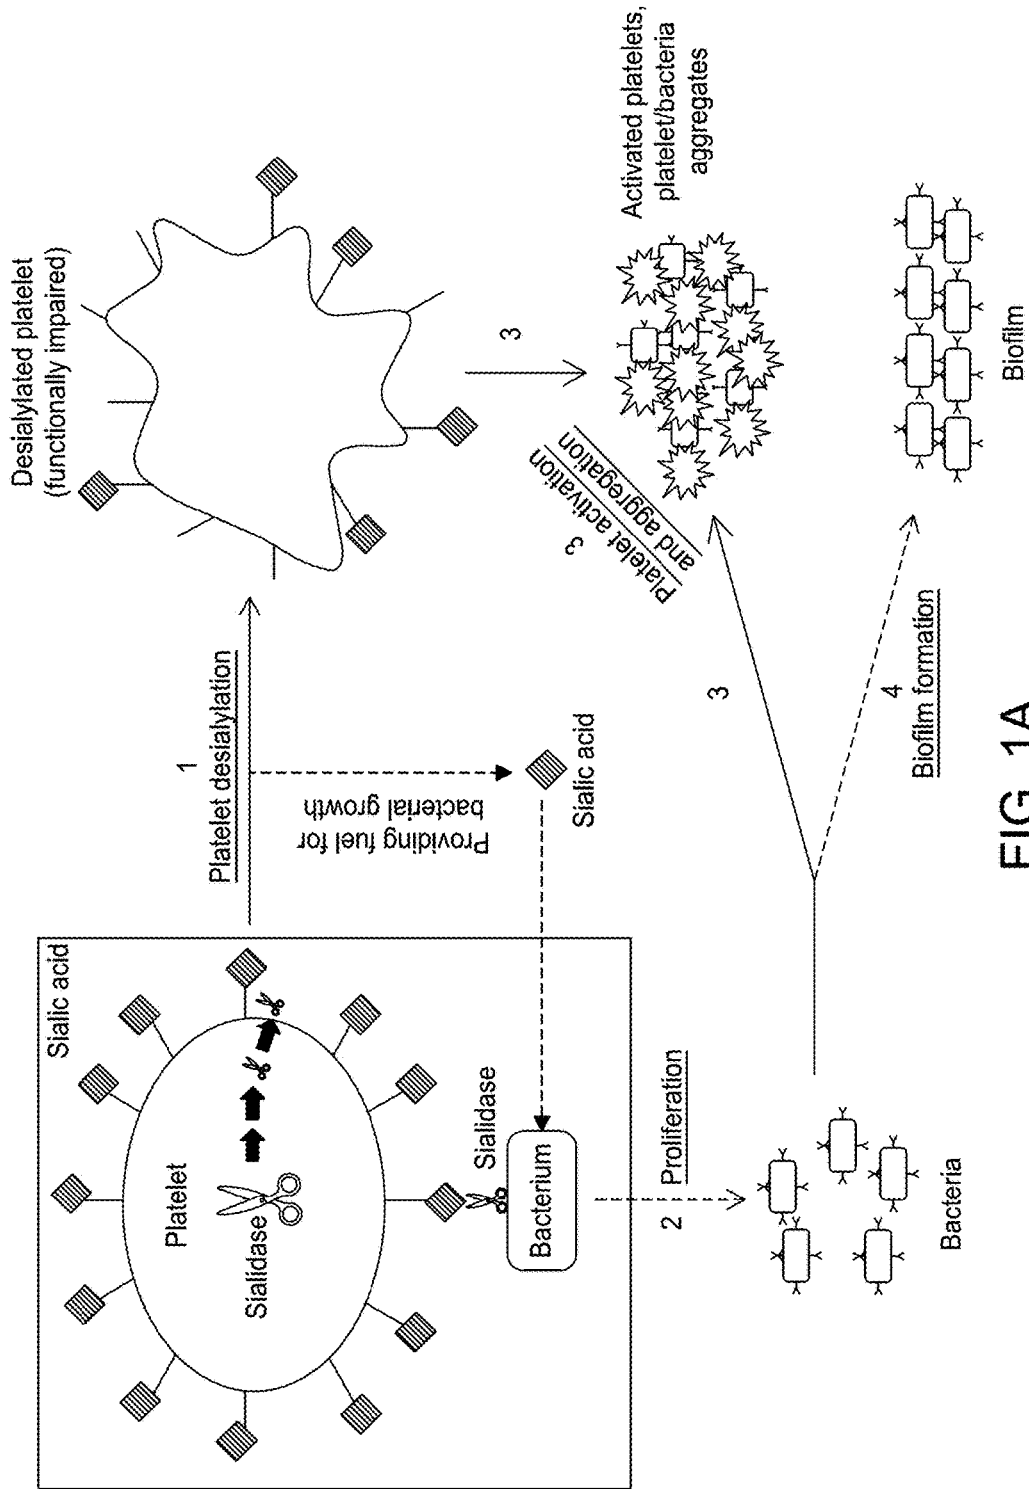 Sialic acid
Platelet
Sialidase
Sialidase
Bacterium
1
Platelet desialylation
Providing fuel for
bacterial growth
Sialic acid
Desialylated platelet
(functionally impaired)
2
Proliferation
Bacteria
3
3
Platelet activation
and aggregation
3
Activated platelets,
platelet/bacteria
aggregates
4
Biofilm formation
Biofilm
FIG. 1A